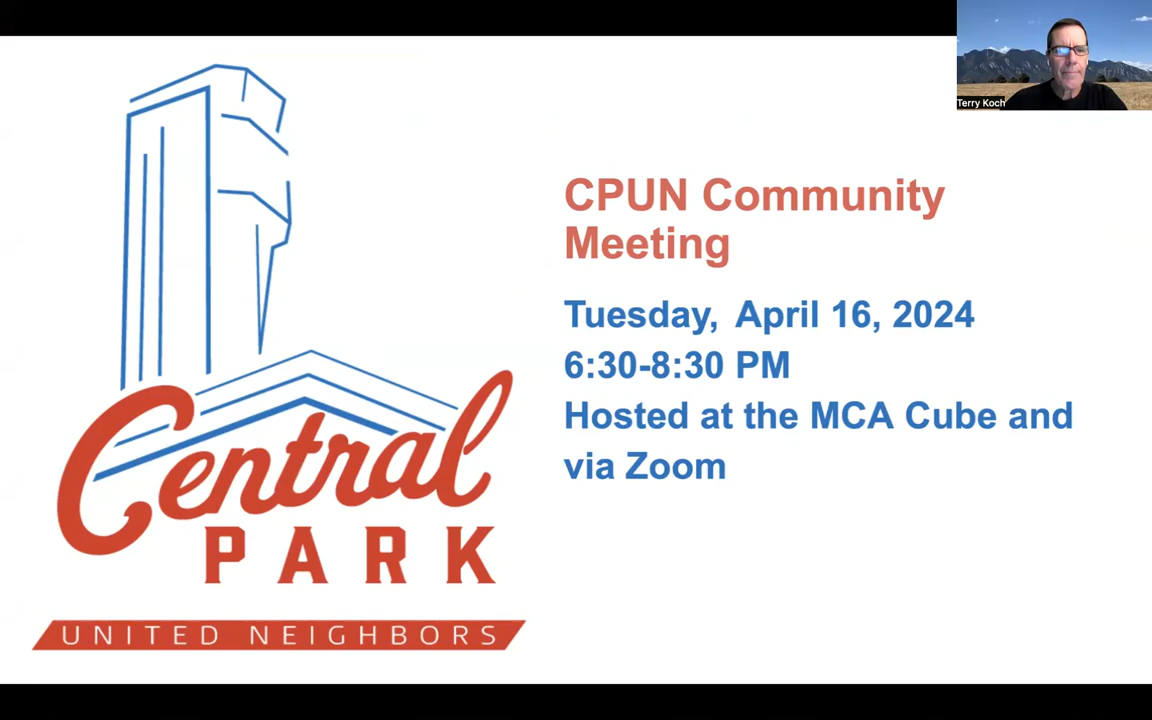 Terry Koch
CPUN Community
Meeting
Tuesday, April 16, 2024
6:30-8:30 PM
Hosted at the MCA Cube and
via Zoom
Central
PARK
UNITED NEIGHBORS